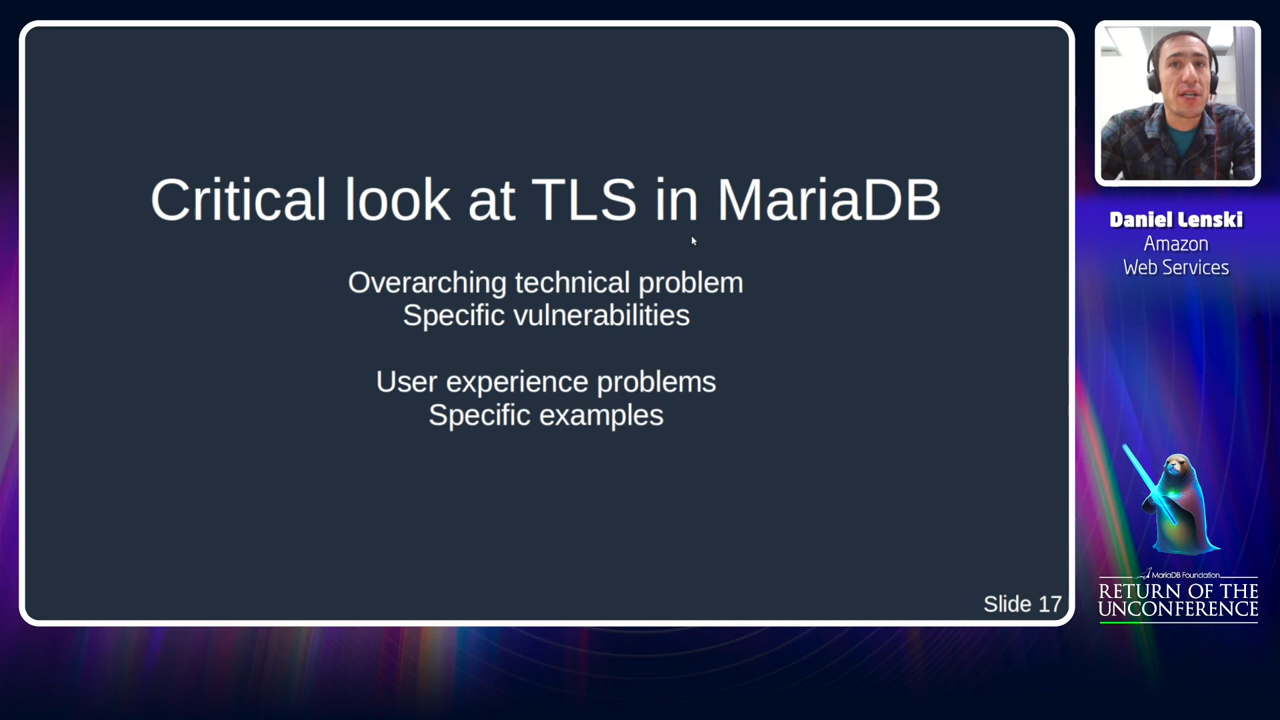 Critical look at TLS in MariaDB
Overarching technical problem
Specific vulnerabilities
User experience problems
Specific examples
Slide 17
Daniel Lenski
Amazon
Web Services
MariaDB Foundation
RETURN OF THE
UNCONFERENCE